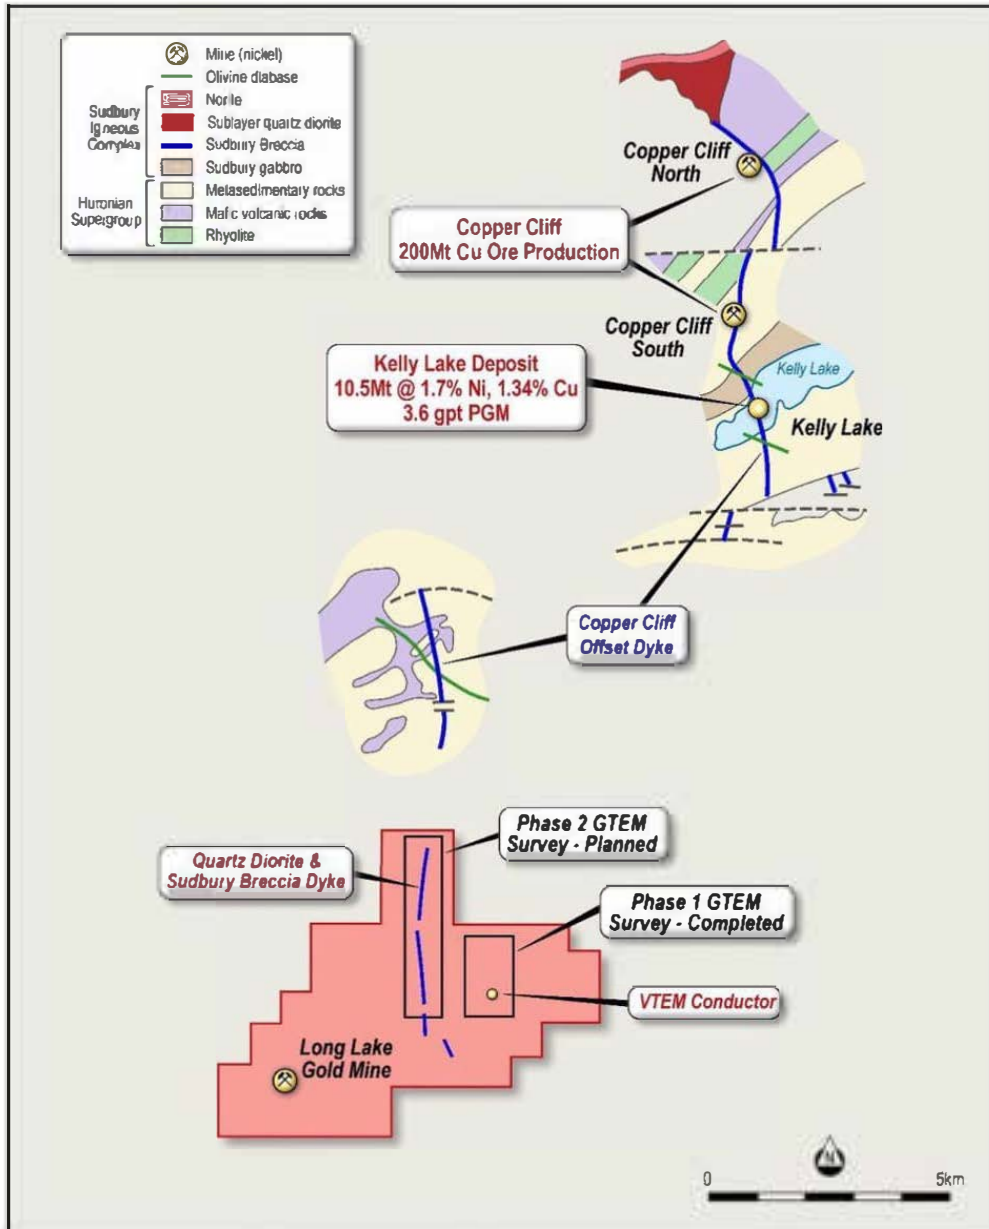 Mine (nickel)
Olivine diabase
Norite
Sublayer quartz diorite
Sudbury Breccia
Sudbury gabbro
Metasedimentary rocks
Mafic volcanic rocks
Rhyolite
Sudbury
Igneous
Complex
Huronian
Supergroup
Copper Cliff
North
Copper Cliff
200Mt Cu Ore Production
Copper Cliff
South
Kelly Lake Deposit
10.5Mt @ 1.7% Ni, 1.34% Cu
3.6 gpt PGM
Kelly Lake
Kelly Lake
Copper Cliff
Offset Dyke
Phase 2 GTEM
Survey - Planned
Quartz Diorite &
Sudbury Breccia Dyke
Phase 1 GTEM
Survey - Completed
VTEM Conductor
Long Lake
Gold Mine
N
0 5km